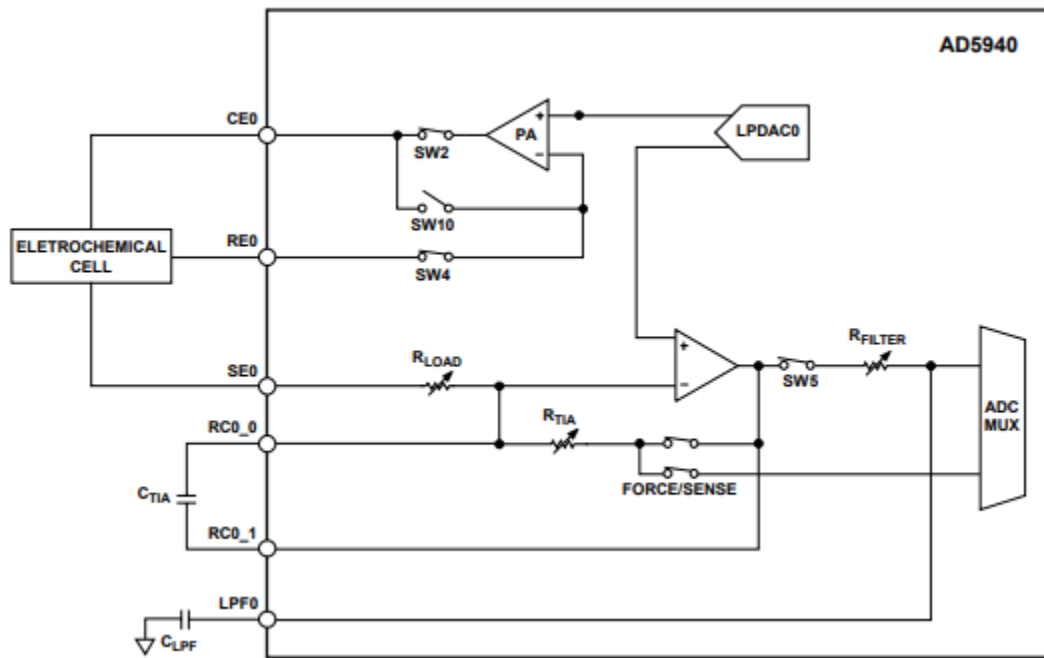 AD5940
CE0
SW2
+
PA
−
LPDAC0
SW10
ELETROCHEMICAL
CELL
RE0
SW4
SE0
RLOAD
+
−
SW5
RFILTER
ADC
MUX
RC0_0
RTIA
FORCE/SENSE
CTIA
RC0_1
LPF0
CLPF